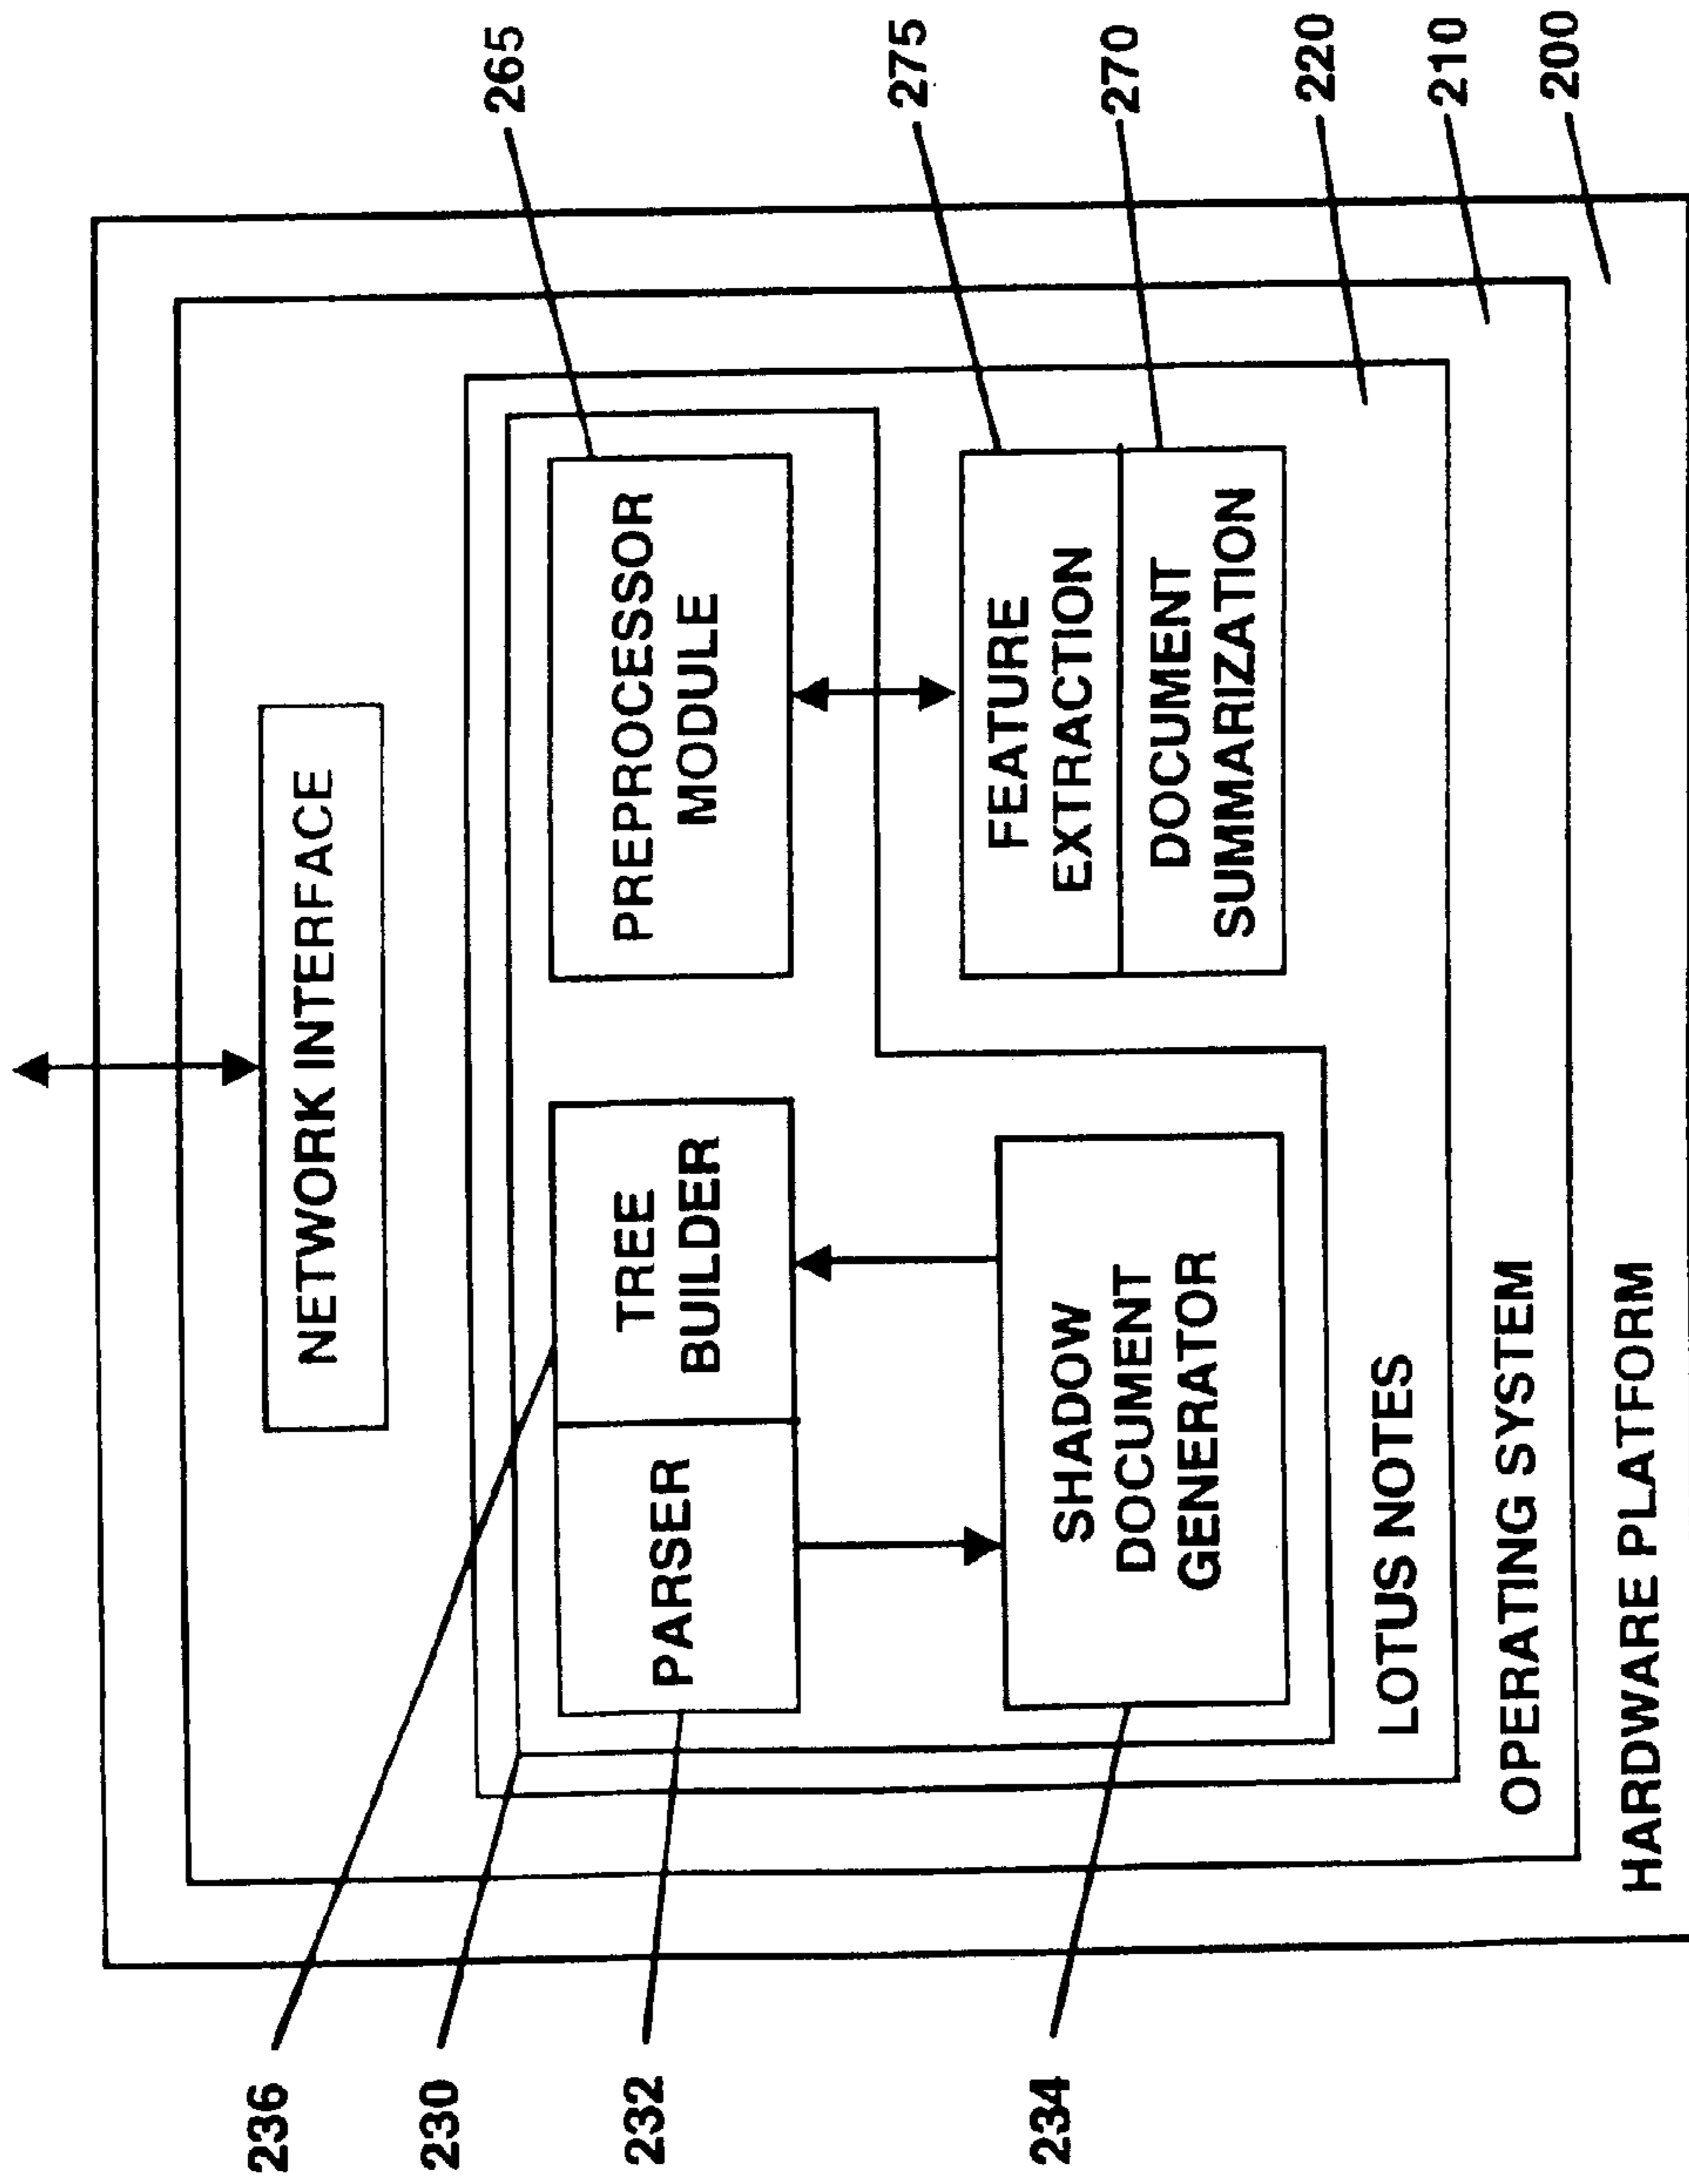 NETWORK INTERFACE
PARSER
TREE
BUILDER
PREPROCESSOR
MODULE
SHADOW
DOCUMENT
GENERATOR
FEATURE
EXTRACTION
DOCUMENT
SUMMARIZATION
LOTUS NOTES
OPERATING SYSTEM
HARDWARE PLATFORM
236
230
232
234
265
275
270
220
210
200